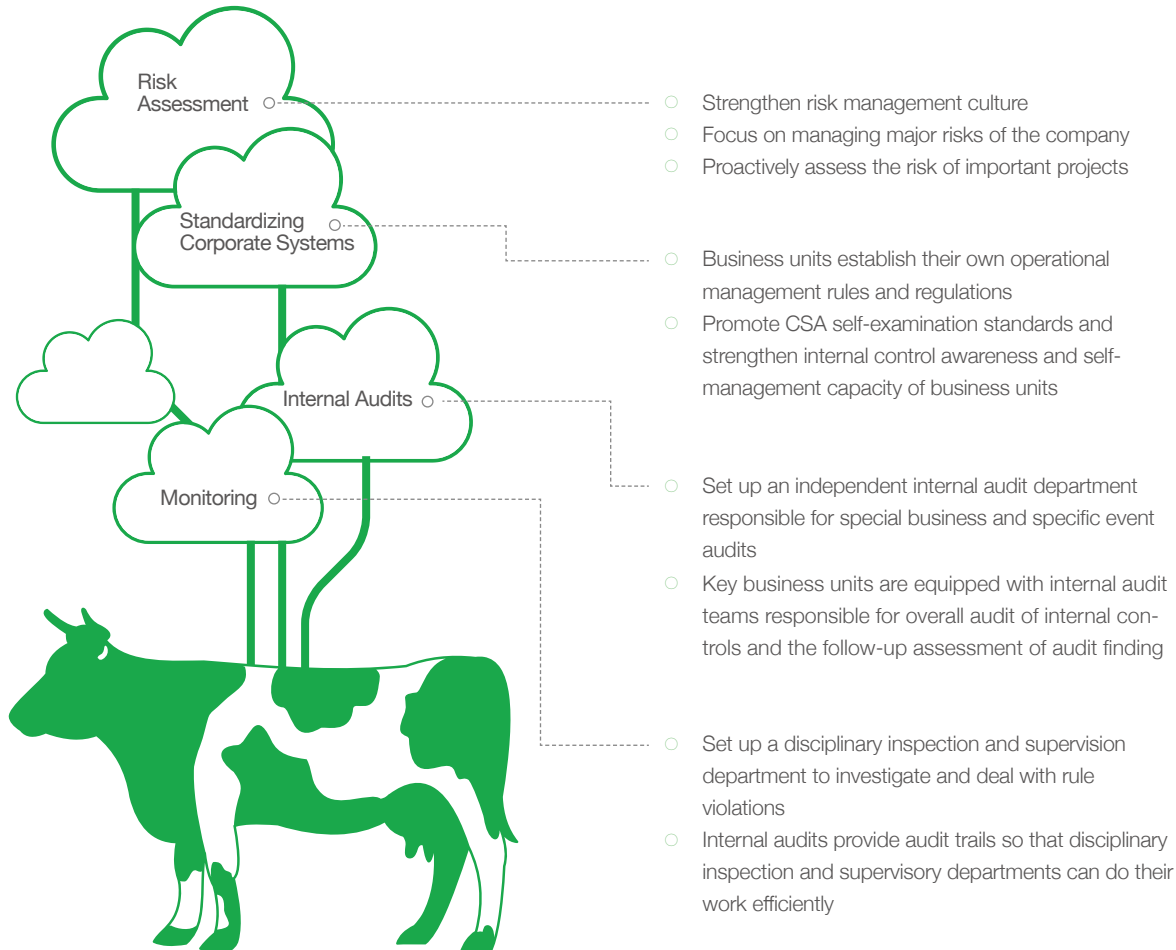 Risk
Assessment
Strengthen risk management culture
Focus on managing major risks of the company
Proactively assess the risk of important projects
Standardizing
Corporate Systems
Business units establish their own operational
management rules and regulations
Promote CSA self-examination standards and
strengthen internal control awareness and self-
management capacity of business units
Internal Audits
Set up an independent internal audit department
responsible for special business and specific event
audits
Key business units are equipped with internal audit
teams responsible for overall audit of internal con-
trols and the follow-up assessment of audit finding
Monitoring
Set up a disciplinary inspection and supervision
department to investigate and deal with rule
violations
Internal audits provide audit trails so that disciplinary
inspection and supervisory departments can do their
work efficiently